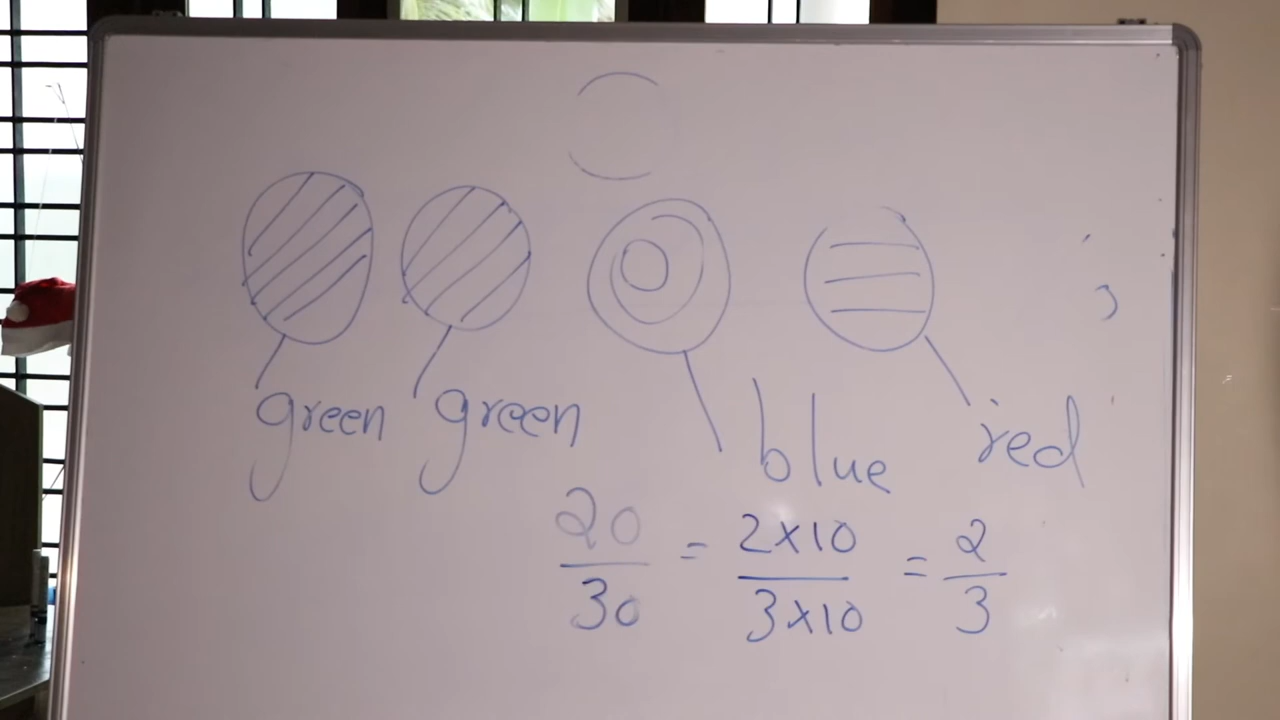 green green
blue red
20/30 = 2x10/3x10 = 2/3